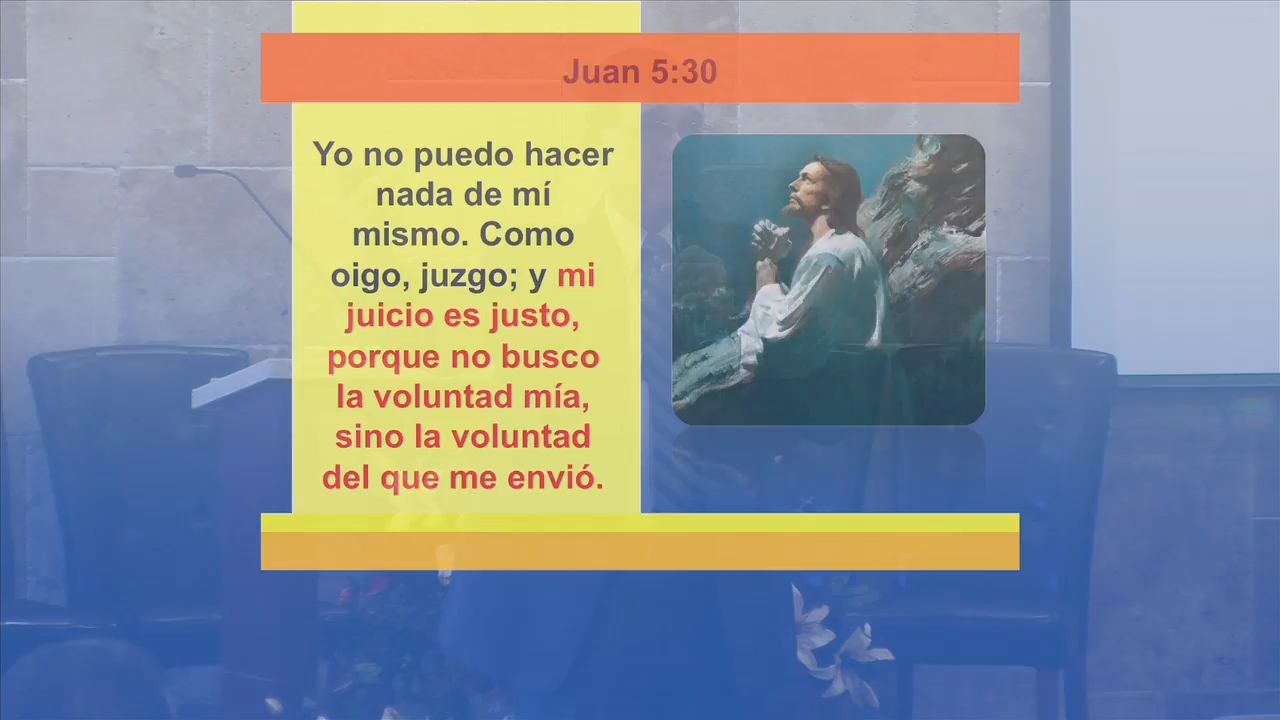 Juan 5:30
Yo no puedo hacer
nada de mí
mismo. Como
oigo, juzgo; y mi
juicio es justo,
porque no busco
la voluntad mía,
sino la voluntad
del que me envió.